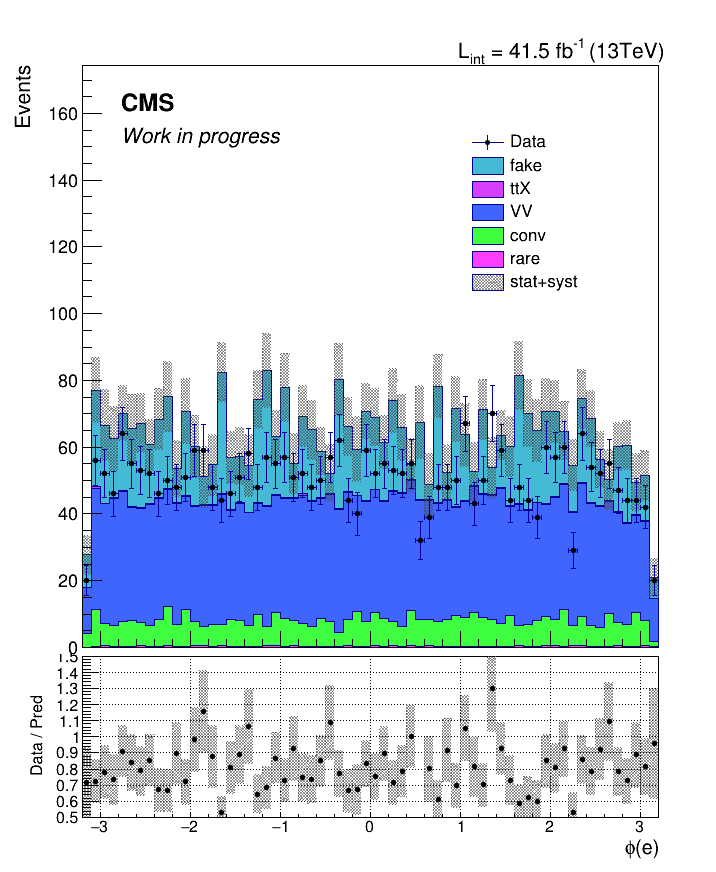 L_int = 41.5 fb^-1 (13TeV)
Events
CMS
Work in progress
160
140
120
100
80
60
40
20
0
Data
fake
ttX
VV
conv
rare
stat+syst
Data / Pred
1.5
1.4
1.3
1.2
1.1
1
0.9
0.8
0.7
0.6
0.5
−3 −2 −1 0 1 2 3
ϕ(e)